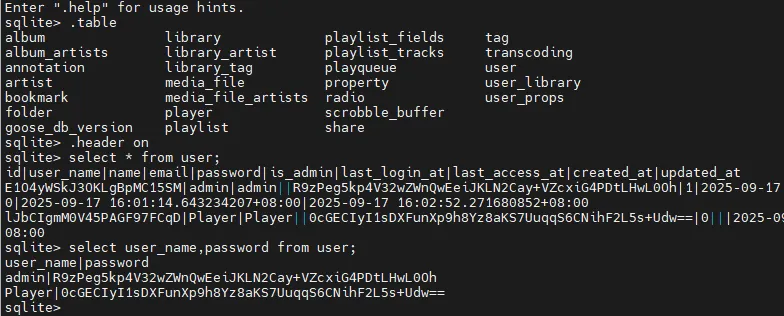 Enter ".help" for usage hints.
sqlite> .table
album library playlist_fields tag
album_artists library_artist playlist_tracks transcoding
annotation library_tag playqueue user
artist media_file property user_library
bookmark media_file_artists radio user_props
folder player scrobble_buffer
goose_db_version playlist share
sqlite> .header on
sqlite> select * from user;
id|user_name|name|email|password|is_admin|last_login_at|last_access_at|created_at|updated_at
E1O4yWSkJ3OKLgBpMC15SM|admin|admin||R9zPeg5kp4V32wZWnQwEeiJKLN2Cay+VZcxiG4PDtLHwL0Oh|1|2025-09-17
0|2025-09-17 16:01:14.643234207+08:00|2025-09-17 16:02:52.271680852+08:00
lJbCIgmM0V45PAGF97FCqD|Player|Player||0cGECIyI1sDXFunXp9h8Yz8aKS7UuqqS6CNihF2L5s+Udw==|0|||2025-09
08:00
sqlite> select user_name,password from user;
user_name|password
admin|R9zPeg5kp4V32wZWnQwEeiJKLN2Cay+VZcxiG4PDtLHwL0Oh
Player|0cGECIyI1sDXFunXp9h8Yz8aKS7UuqqS6CNihF2L5s+Udw==
sqlite>